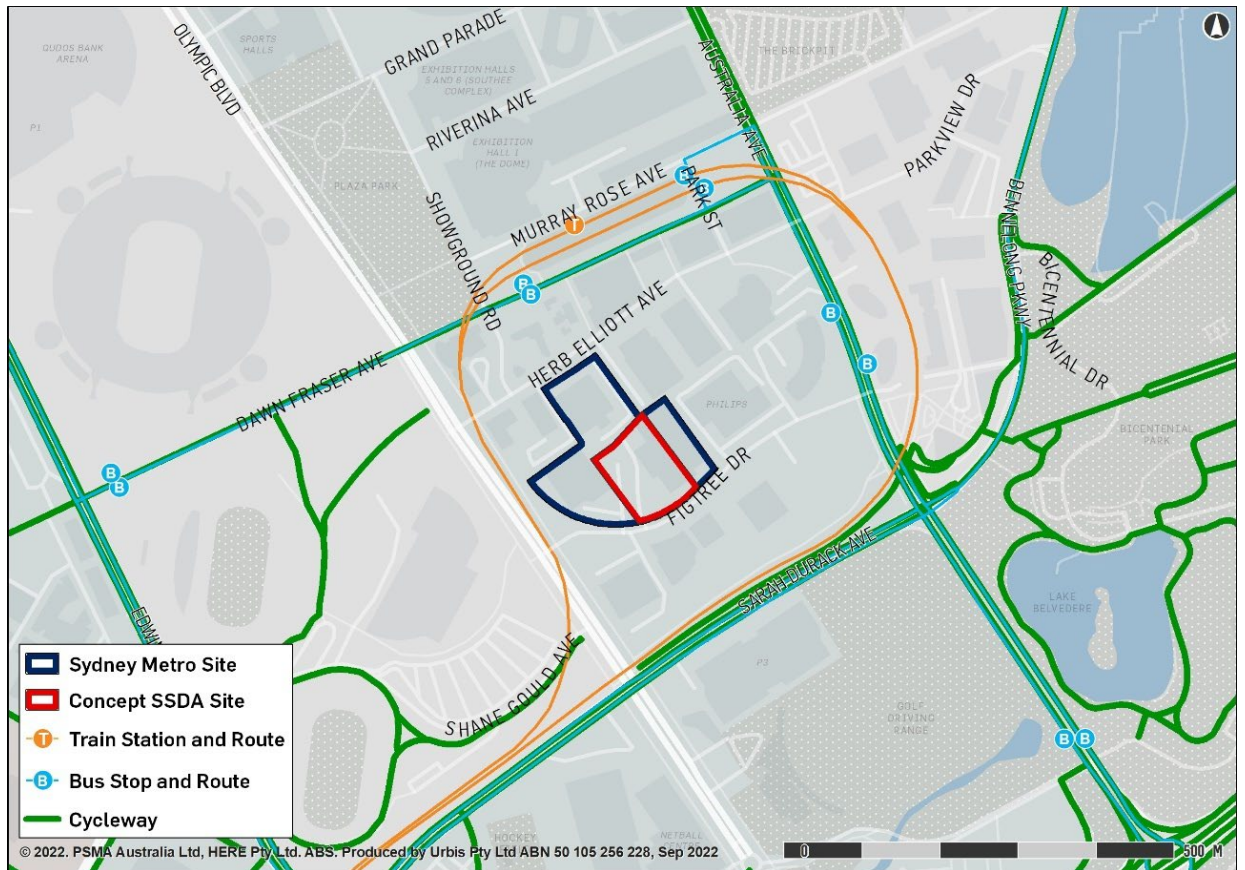 QUDOS BANK
ARENA
P1
SPORTS
HALLS
OLYMPIC BLVD
GRAND PARADE
EXHIBITION HALLS
5 AND 6 (SOUTHEE
COMPLEX)
RIVERINA AVE
EXHIBITION
HALL 1
(THE DOME)
PLAZA PARK
AUSTRALIA AVE
THE BRICKPIT
PARKVIEW DR
MURRAY ROSE AVE
B
B
PARK ST
T
SHOWGROUND RD
BENNELONG PKWY
BICENTENNIAL DR
B
B
HERB ELLIOTT AVE
B
B
DAWN FRASER AVE
PHILIPS
BICENTENIAL
PARK
B
B
FIGTREE DR
SARAH DURACK AVE
LAKE
BELVEDERE
P3
SHANE GOULD AVE
GOLF
DRIVING
RANGE
B
B
HOCKEY
NETBALL
CENTRE
Sydney Metro Site
Concept SSDA Site
T Train Station and Route
B Bus Stop and Route
Cycleway
© 2022. PSMA Australia Ltd, HERE Pty Ltd. ABS. Produced by Urbis Pty Ltd ABN 50 105 256 228, Sep 2022
0 500 M